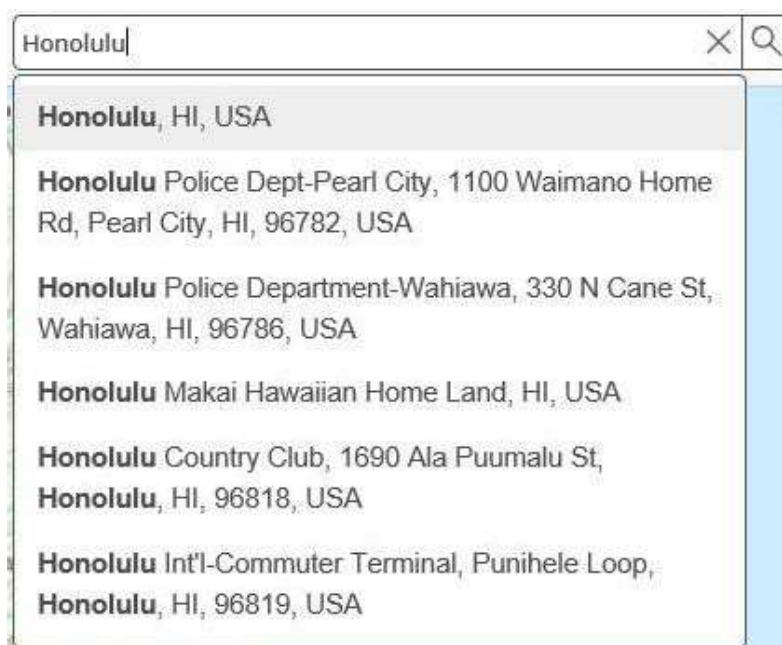 Honolulu
Honolulu, HI, USA
Honolulu Police Dept-Pearl City, 1100 Waimano Home
Rd, Pearl City, HI, 96782, USA
Honolulu Police Department-Wahiawa, 330 N Cane St,
Wahiawa, HI, 96786, USA
Honolulu Makai Hawaiian Home Land, HI, USA
Honolulu Country Club, 1690 Ala Puumalu St,
Honolulu, HI, 96818, USA
Honolulu Int'l-Commuter Terminal, Punihele Loop,
Honolulu, HI, 96819, USA